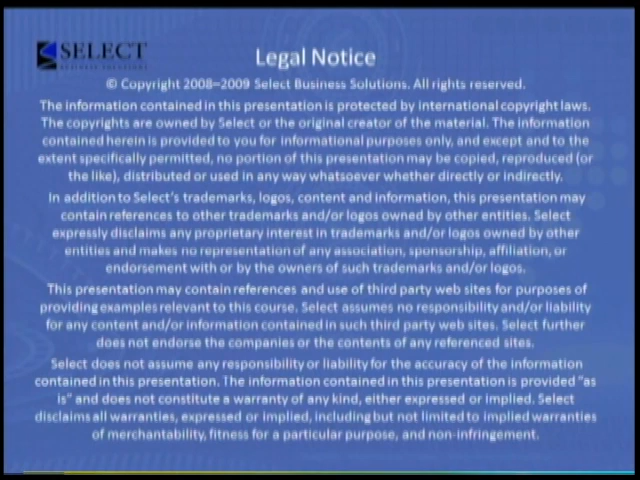 SELECT
BUSINESS SOLUTIONS
Legal Notice
© Copyright 2008–2009 Select Business Solutions. All rights reserved.
The information contained in this presentation is protected by international copyright laws.
The copyrights are owned by Select or the original creator of the material. The information
contained herein is provided to you for informational purposes only, and except and to the
extent specifically permitted, no portion of this presentation may be copied, reproduced (or
the like), distributed or used in any way whatsoever whether directly or indirectly.
In addition to Select's trademarks, logos, content and information, this presentation may
contain references to other trademarks and/or logos owned by other entities. Select
expressly disclaims any proprietary interest in trademarks and/or logos owned by other
entities and makes no representation of any association, sponsorship, affiliation, or
endorsement with or by the owners of such trademarks and/or logos.
This presentation may contain references and use of third party web sites for purposes of
providing examples relevant to this course. Select assumes no responsibility and/or liability
for any content and/or information contained in such third party web sites. Select further
does not endorse the companies or the contents of any referenced sites.
Select does not assume any responsibility or liability for the accuracy of the information
contained in this presentation. The information contained in this presentation is provided "as
is" and does not constitute a warranty of any kind, either expressed or implied. Select
disclaims all warranties, expressed or implied, including but not limited to implied warranties
of merchantability, fitness for a particular purpose, and non-infringement.